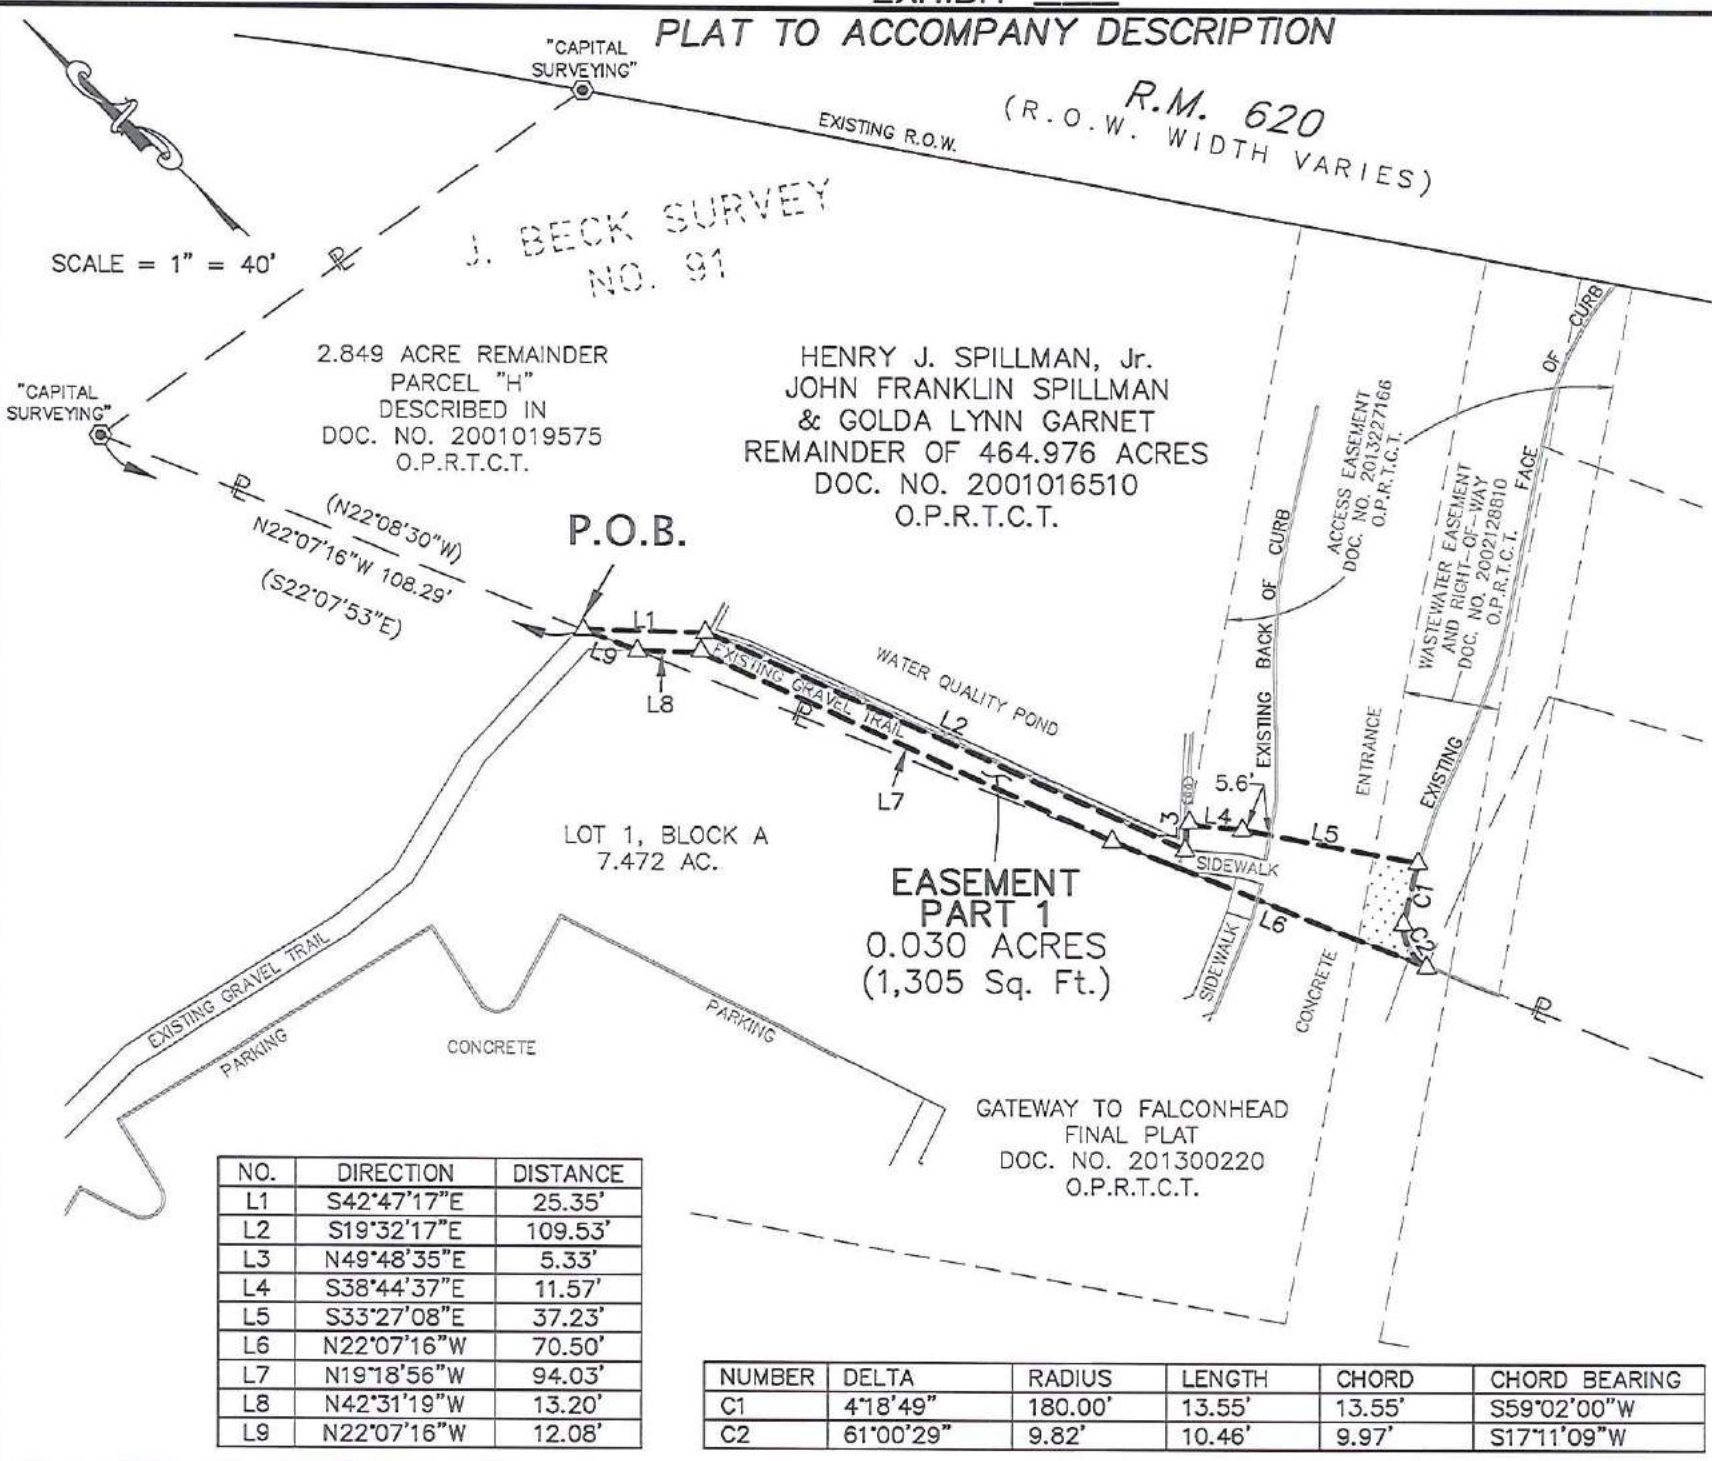 PLAT TO ACCOMPANY DESCRIPTION
"CAPITAL
SURVEYING"
R.M. 620
(R.O.W. WIDTH VARIES)
EXISTING R.O.W.
J. BECK SURVEY
NO. 91
SCALE = 1" = 40'
2.849 ACRE REMAINDER
PARCEL "H"
DESCRIBED IN
DOC. NO. 2001019575
O.P.R.T.C.T.
HENRY J. SPILLMAN, Jr.
JOHN FRANKLIN SPILLMAN
& GOLDA LYNN GARNET
REMAINDER OF 464.976 ACRES
DOC. NO. 2001016510
O.P.R.T.C.T.
"CAPITAL
SURVEYING"
(N22°08'30"W)
N22°07'16"W 108.29'
(S22°07'53"E)
P.O.B.
ACCESS EASEMENT
DOC. NO. 2013227166
O.P.R.T.C.T.
WASTEWATER EASEMENT
AND RIGHT-OF-WAY
DOC. NO. 2002128810
O.P.R.T.C.T.
EXISTING BACK OF CURB
EXISTING FACE OF CURB
ENTRANCE
L1
L9
L8
EXISTING GRAVEL TRAIL
WATER QUALITY POND
L2
L7
5.6'
L4
L5
SIDEWALK
C1
C2
L6
SIDEWALK
CONCRETE
LOT 1, BLOCK A
7.472 AC.
EASEMENT
PART 1
0.030 ACRES
(1,305 Sq. Ft.)
EXISTING GRAVEL TRAIL
PARKING
CONCRETE
PARKING
GATEWAY TO FALCONHEAD
FINAL PLAT
DOC. NO. 201300220
O.P.R.T.C.T.
NO. DIRECTION DISTANCE
L1 S42°47'17"E 25.35'
L2 S19°32'17"E 109.53'
L3 N49°48'35"E 5.33'
L4 S38°44'37"E 11.57'
L5 S33°27'08"E 37.23'
L6 N22°07'16"W 70.50'
L7 N19°18'56"W 94.03'
L8 N42°31'19"W 13.20'
L9 N22°07'16"W 12.08'
NUMBER DELTA RADIUS LENGTH CHORD CHORD BEARING
C1 4°18'49" 180.00' 13.55' 13.55' S59°02'00"W
C2 61°00'29" 9.82' 10.46' 9.97' S17°11'09"W